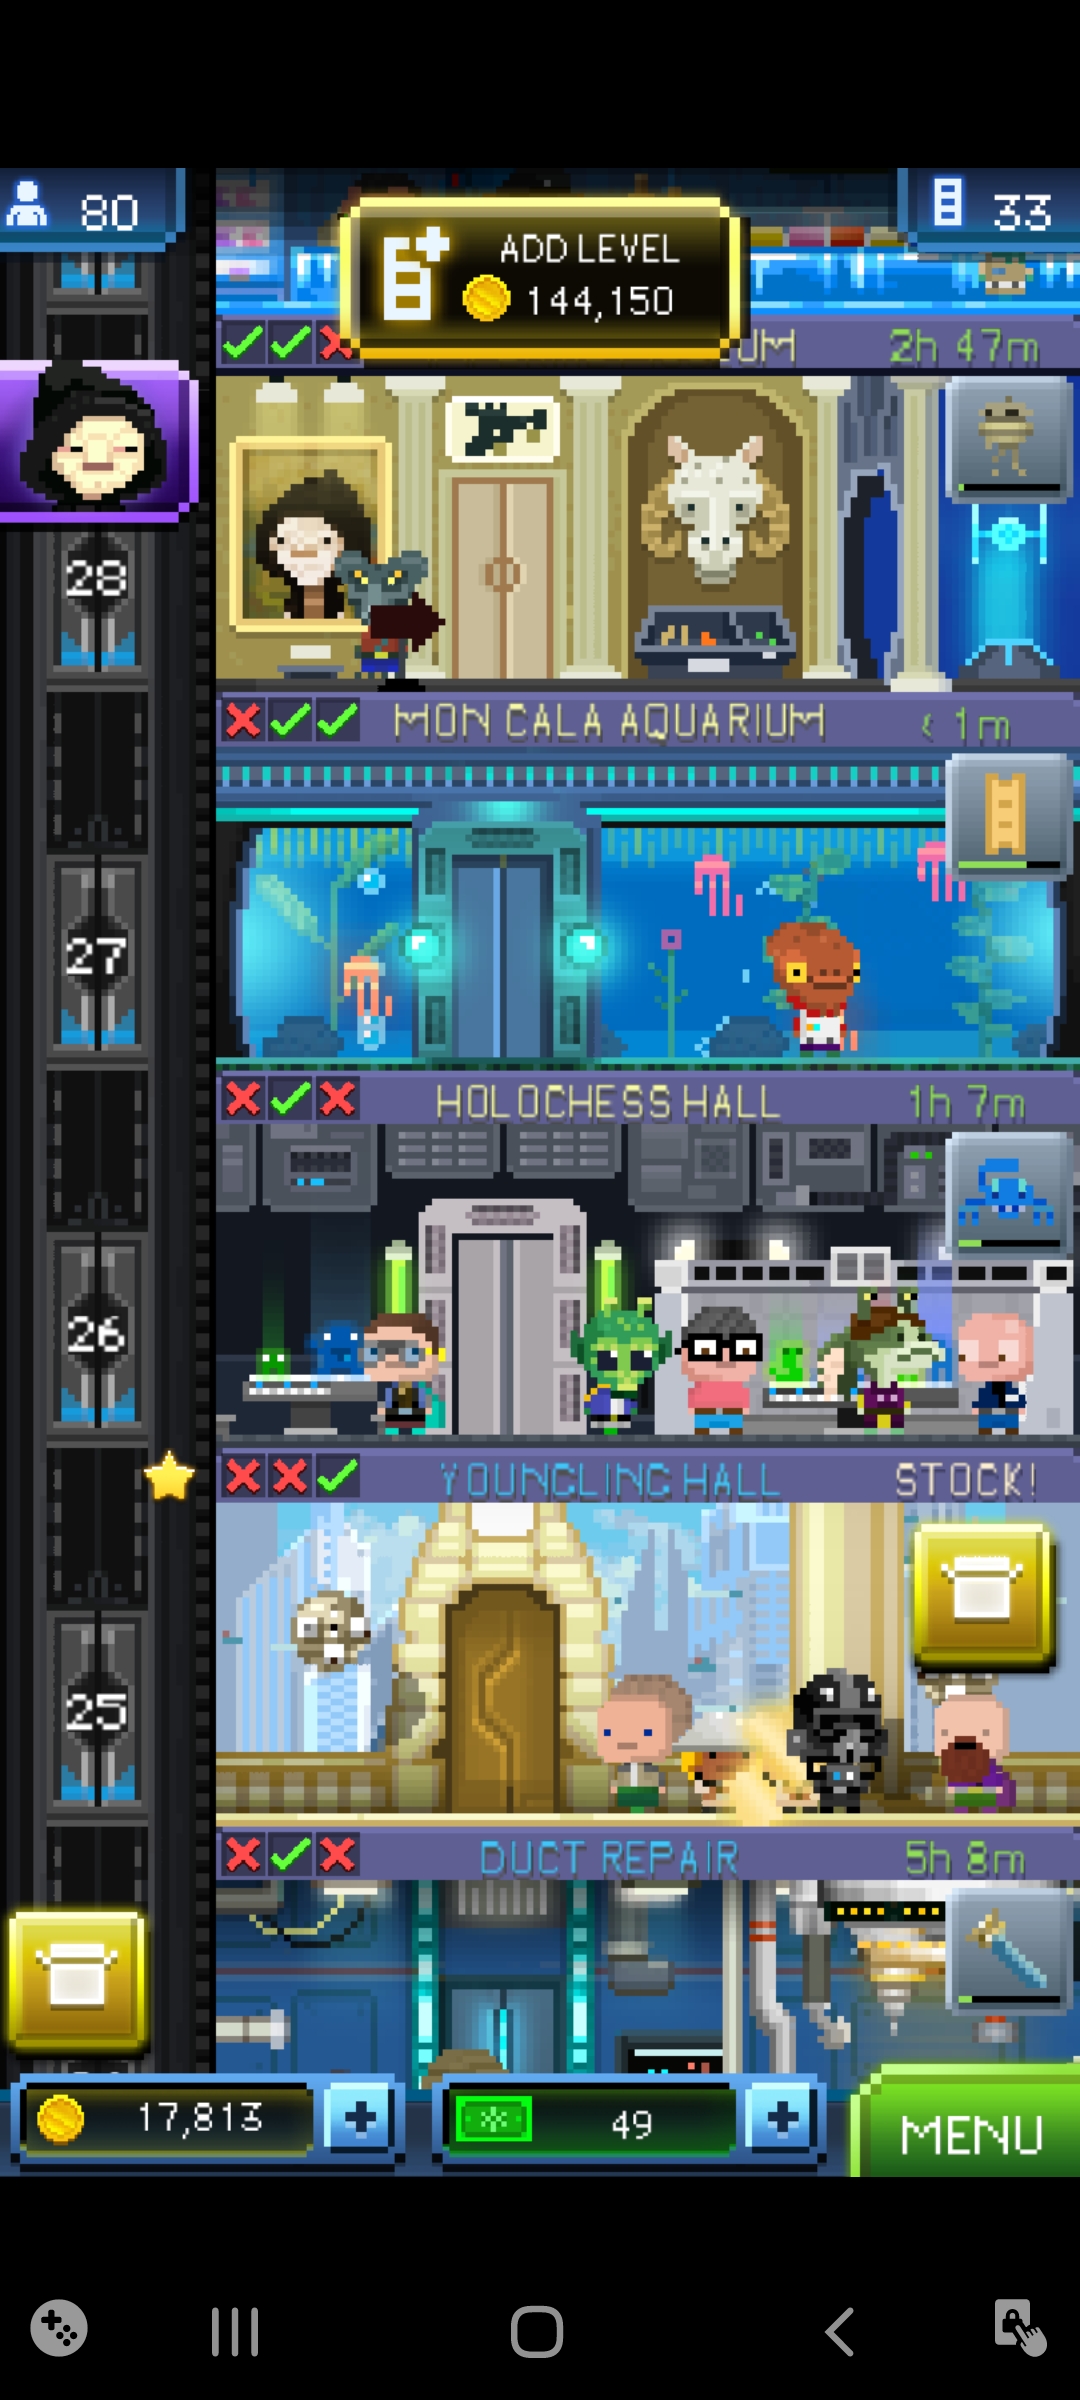 80
ADD LEVEL
144,150
33
UM
2h 47m
28
MON CALA AQUARIUM
< 1m
27
HOLOCHESS HALL
1h 7m
26
YOUNGLING HALL
STOCK!
25
DUCT REPAIR
5h 8m
17,813
49
MENU